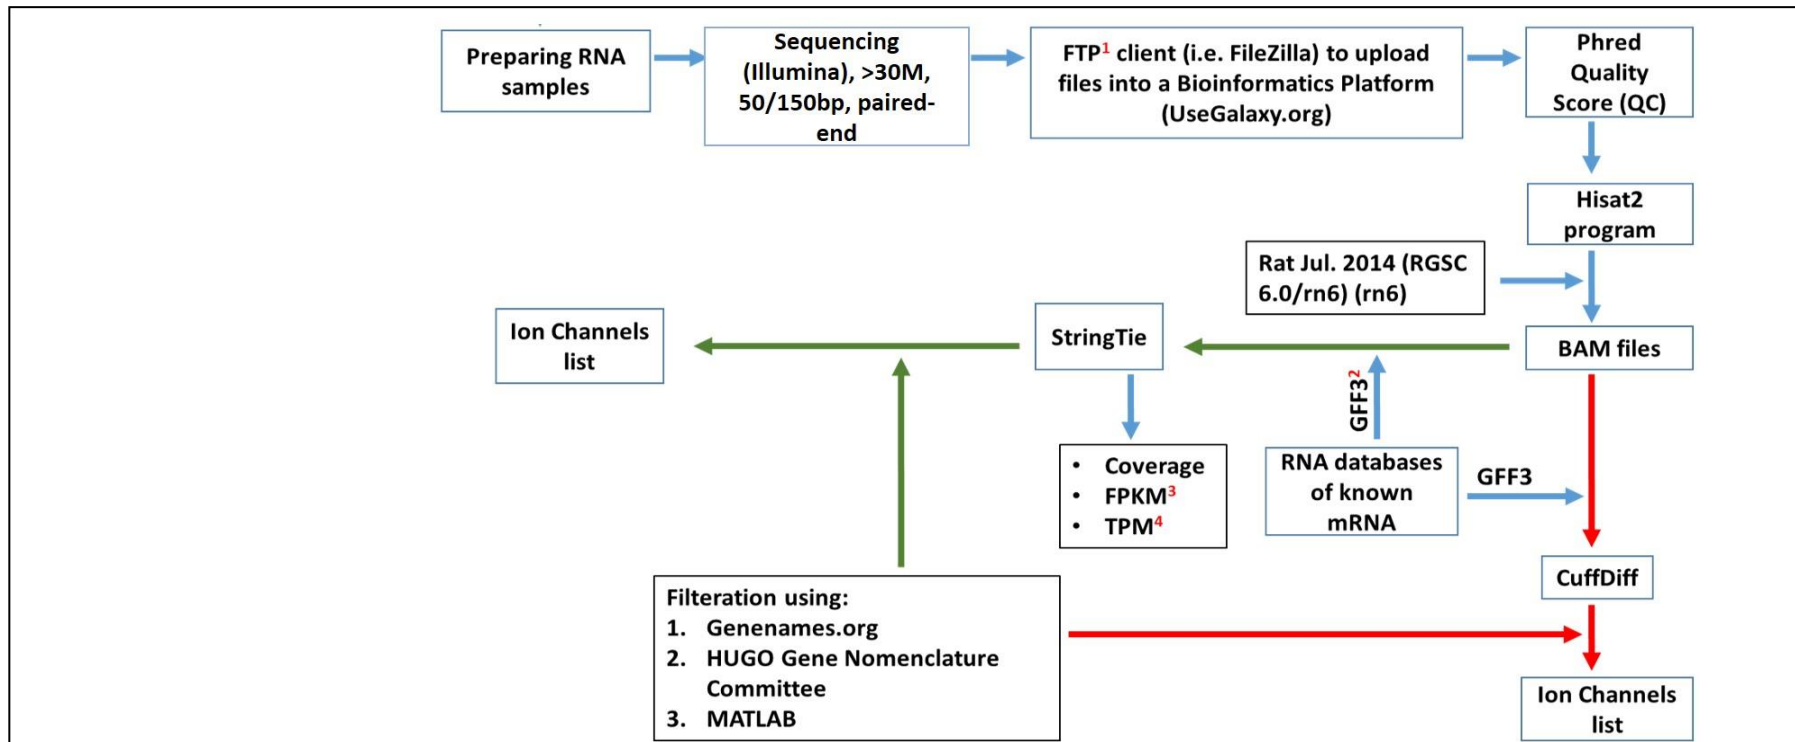 Preparing RNA
samples
Sequencing
(Illumina), >30M,
50/150bp, paired-
end
FTP1 client (i.e. FileZilla) to upload
files into a Bioinformatics Platform
(UseGalaxy.org)
Phred
Quality
Score (QC)
Hisat2
program
Rat Jul. 2014 (RGSC
6.0/rn6) (rn6)
BAM files
StringTie
Ion Channels
list
GFF32
RNA databases
of known
mRNA
GFF3
• Coverage
• FPKM3
• TPM4
CuffDiff
Filteration using:
1. Genenames.org
2. HUGO Gene Nomenclature
Committee
3. MATLAB
Ion Channels
list